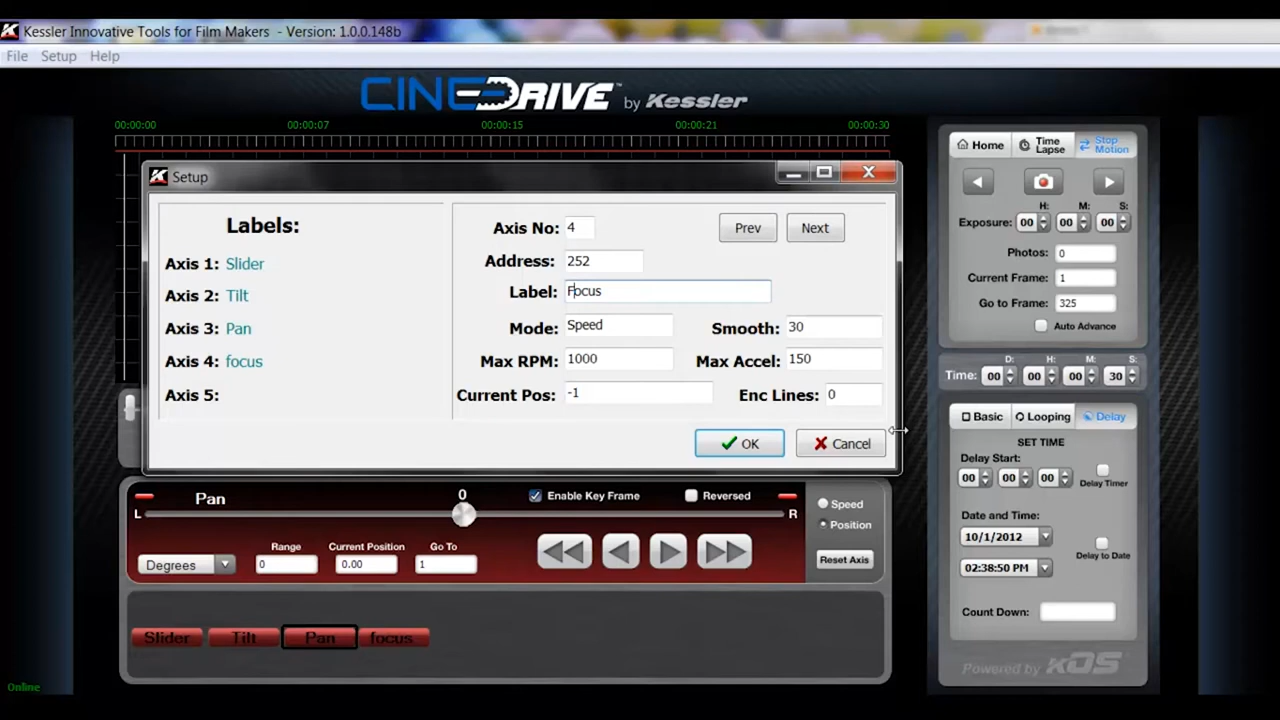 Kessler Innovative Tools for Film Makers - Version: 1.0.0.148b
File Setup Help
CINEDRIVE™ by Kessler
00:00:00 00:00:07 00:00:15 00:00:21 00:00:30
Setup
Labels:
Axis 1: Slider
Axis 2: Tilt
Axis 3: Pan
Axis 4: focus
Axis 5:
Axis No: 4 Prev Next
Address: 252
Label: Focus
Mode: Speed Smooth: 30
Max RPM: 1000 Max Accel: 150
Current Pos: -1 Enc Lines: 0
OK Cancel
Pan 0 Enable Key Frame Reversed
L R
Speed
Position
Range Current Position Go To
Degrees 0 0.00 1
Reset Axis
Slider Tilt Pan focus
Online
Home Time Lapse Stop Motion
H: M: S:
Exposure: 00 00 00
Photos: 0
Current Frame: 1
Go to Frame: 325
Auto Advance
D: H: M: S:
Time: 00 00 00 30
Basic Looping Delay
SET TIME
Delay Start:
00 00 00 Delay Timer
Date and Time:
10/1/2012 Delay to Date
02:38:50 PM
Count Down:
Powered by kOS